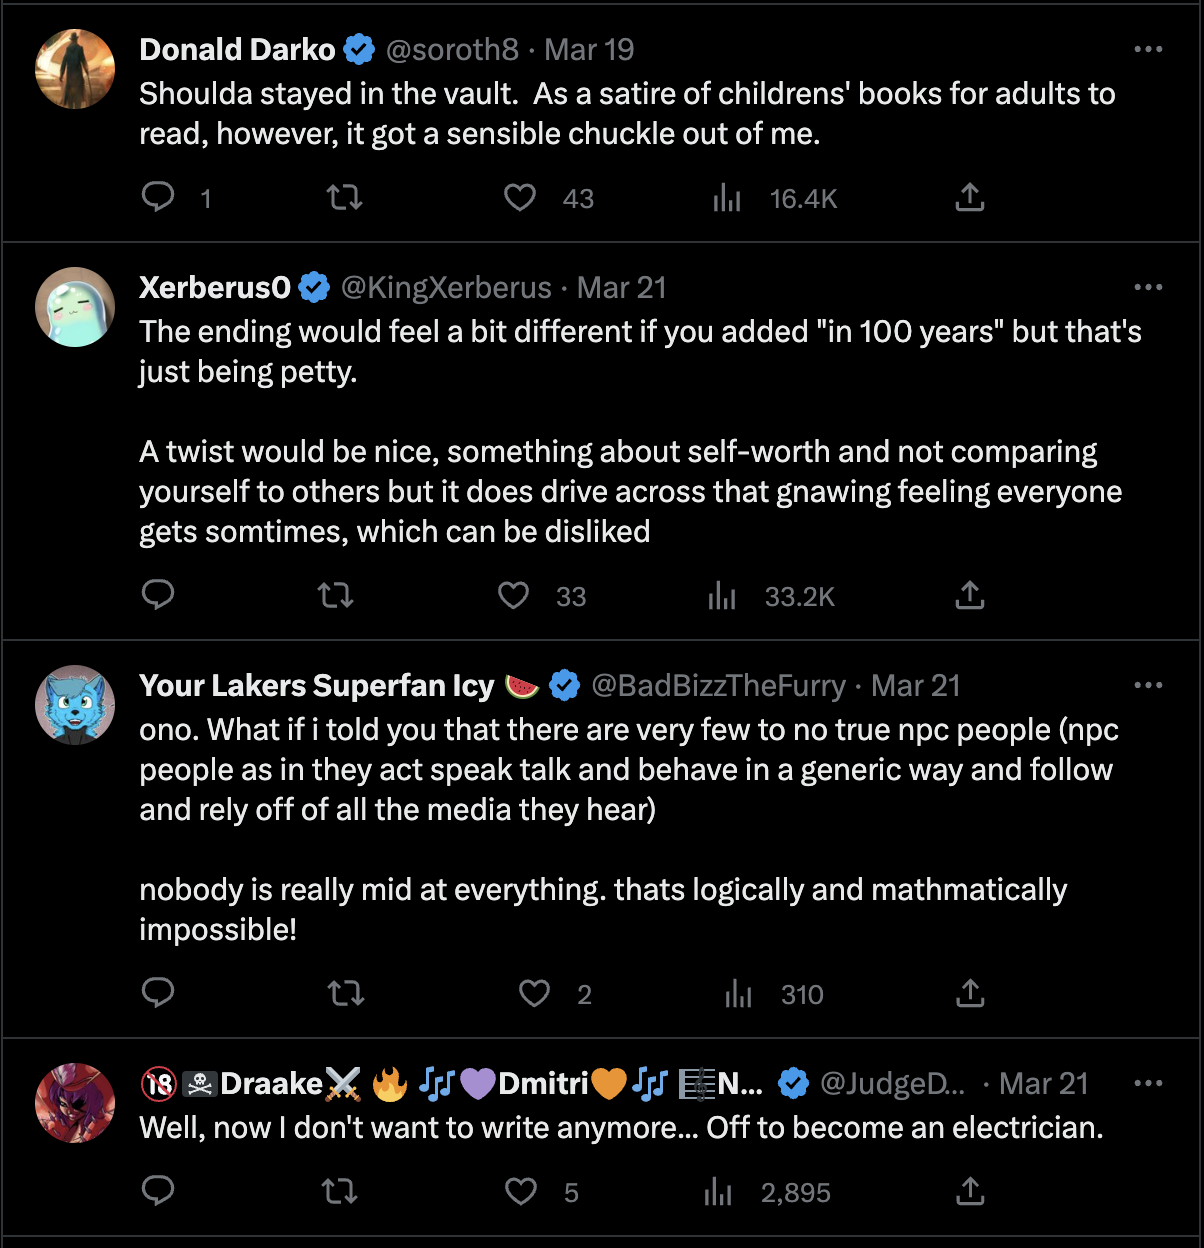 Donald Darko @soroth8 · Mar 19
Shoulda stayed in the vault.  As a satire of childrens' books for adults to
read, however, it got a sensible chuckle out of me.
1 43 16.4K
Xerberus0 @KingXerberus · Mar 21
The ending would feel a bit different if you added "in 100 years" but that's
just being petty.
A twist would be nice, something about self-worth and not comparing
yourself to others but it does drive across that gnawing feeling everyone
gets somtimes, which can be disliked
33 33.2K
Your Lakers Superfan Icy 🍉 @BadBizzTheFurry · Mar 21
ono. What if i told you that there are very few to no true npc people (npc
people as in they act speak talk and behave in a generic way and follow
and rely off of all the media they hear)
nobody is really mid at everything. thats logically and mathmatically
impossible!
2 310
🔞☠️Draake⚔️ 🔥 🎶💜Dmitri🧡🎶 🎼N... @JudgeD... · Mar 21
Well, now I don't want to write anymore... Off to become an electrician.
5 2,895